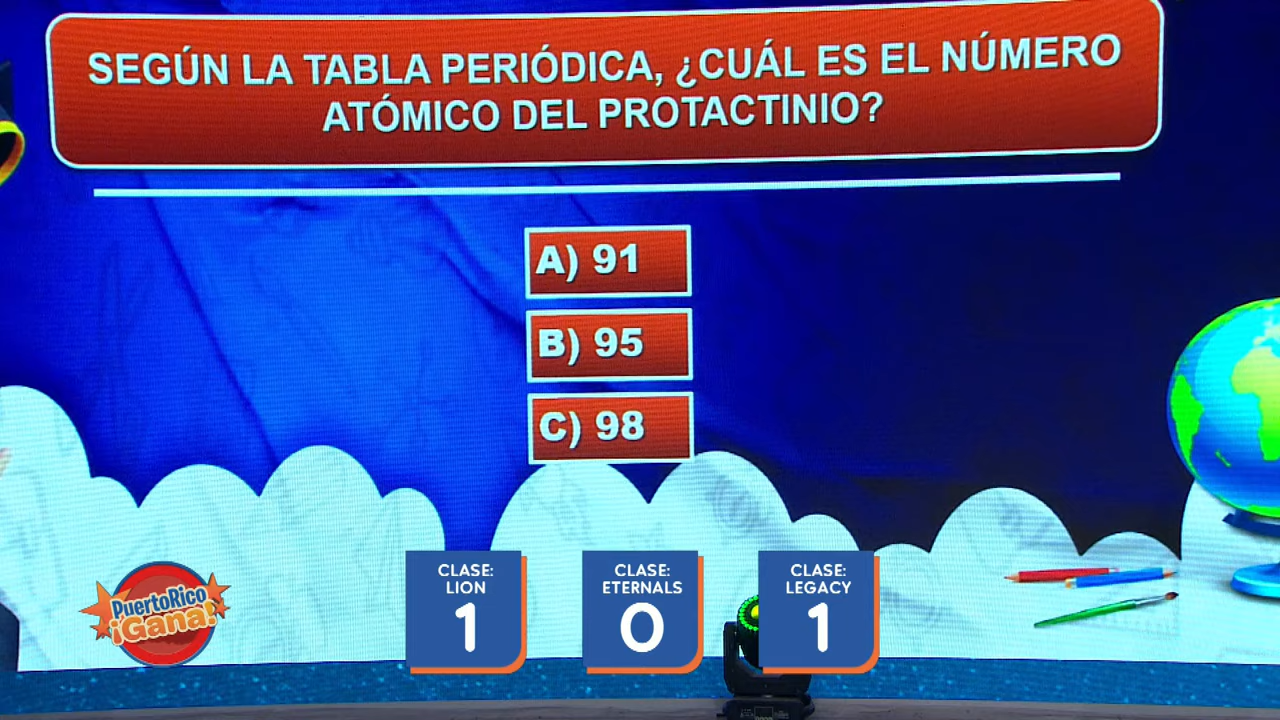 SEGÚN LA TABLA PERIÓDICA, ¿CUÁL ES EL NÚMERO
ATÓMICO DEL PROTACTINIO?
A) 91
B) 95
C) 98
PuertoRico
¡Gana!
CLASE:
LION
1
CLASE:
ETERNALS
0
CLASE:
LEGACY
1